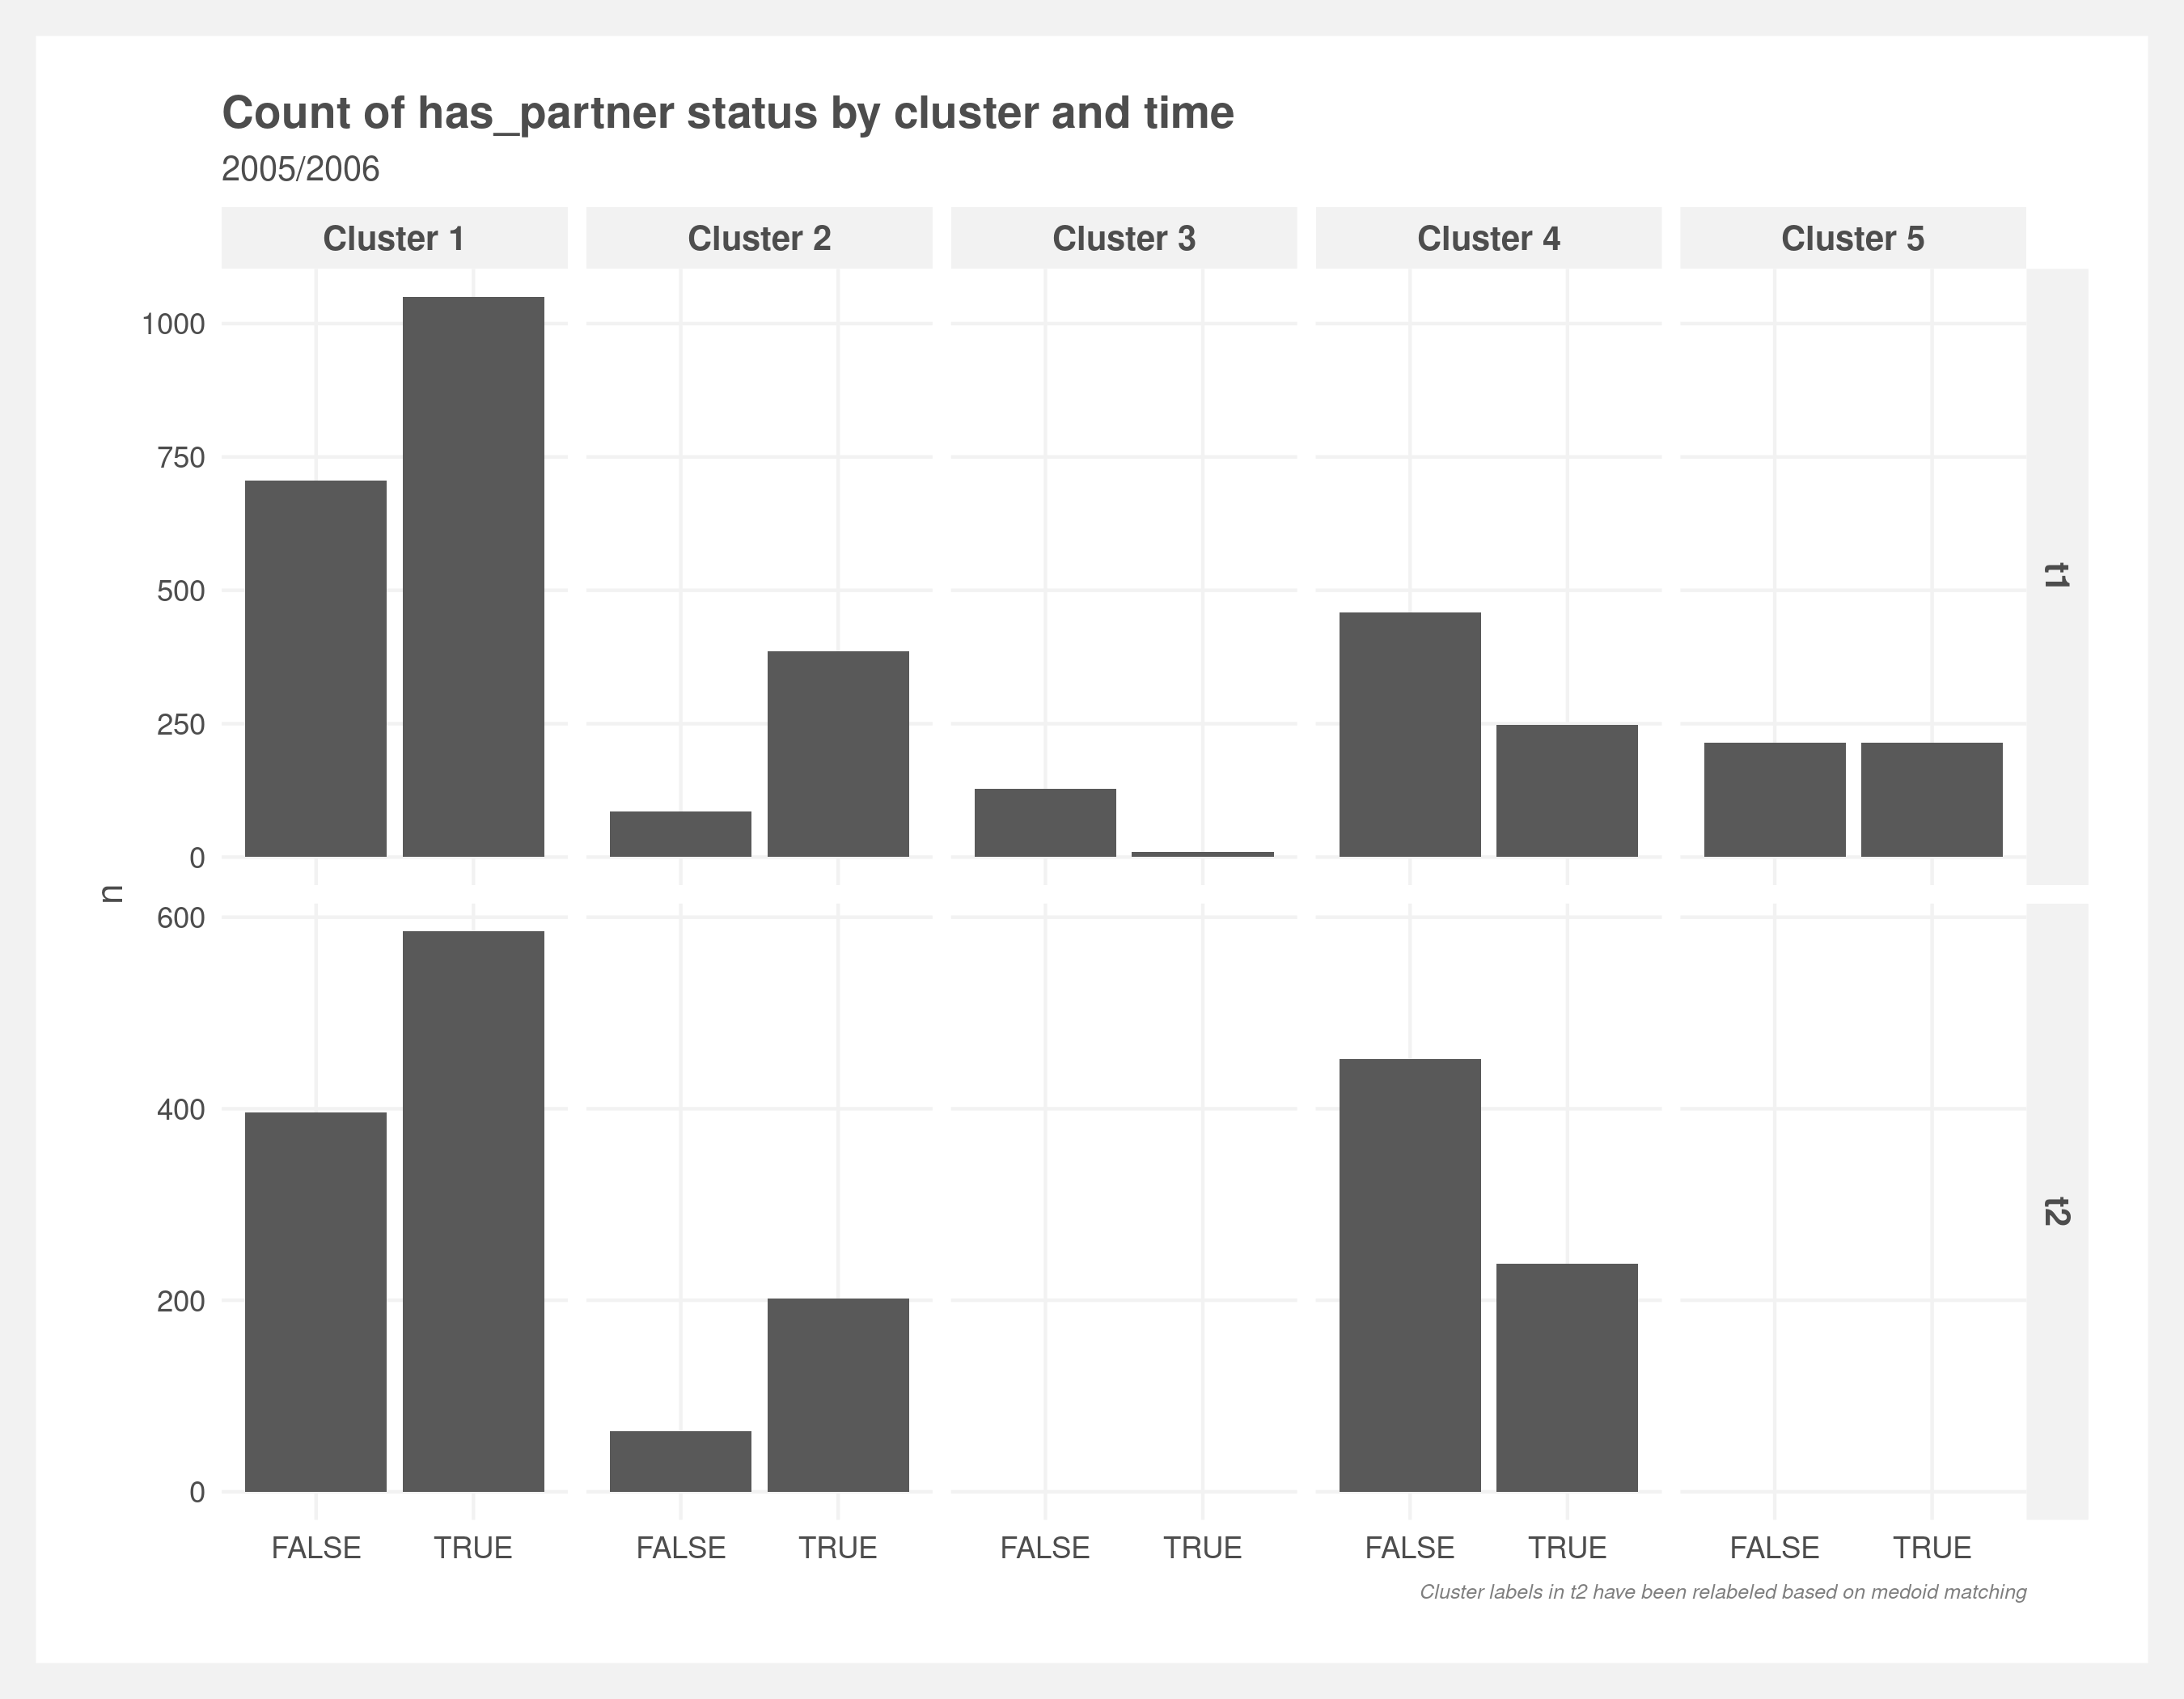 Count of has_partner status by cluster and time
2005/2006
Cluster 1 Cluster 2 Cluster 3 Cluster 4 Cluster 5
1000
750
500
250
0
t1
n
600
400
200
0
t2
FALSE TRUE FALSE TRUE FALSE TRUE FALSE TRUE FALSE TRUE
Cluster labels in t2 have been relabeled based on medoid matching